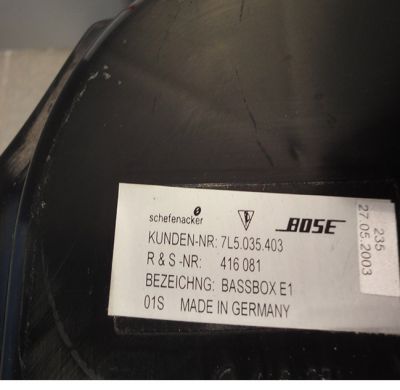 schefenacker
BOSE
KUNDEN-NR: 7L5.035.403
R & S -NR: 416 081
BEZEICHNG: BASSBOX E1
01S MADE IN GERMANY
235
27.05.2003